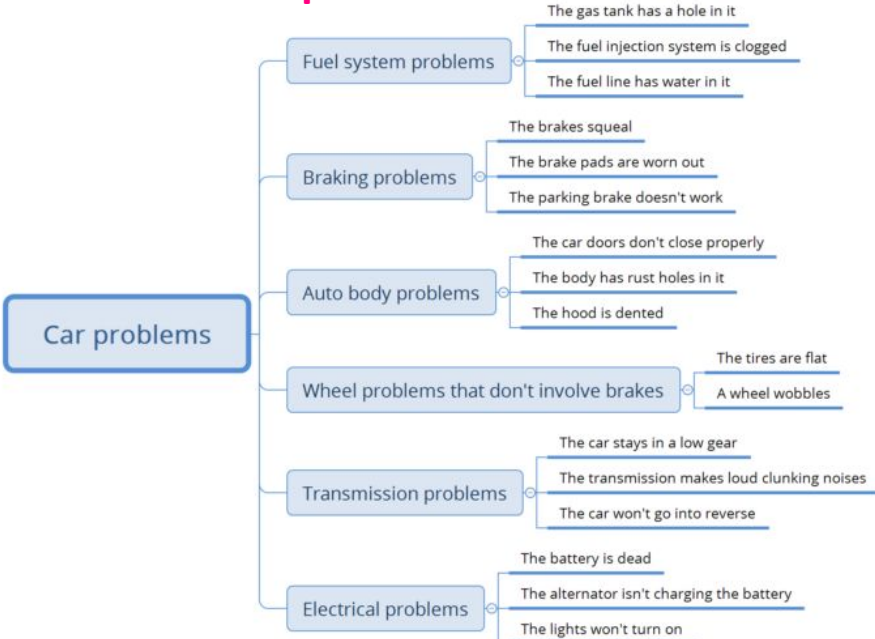 Car problems
Fuel system problems
The gas tank has a hole in it
The fuel injection system is clogged
The fuel line has water in it
Braking problems
The brakes squeal
The brake pads are worn out
The parking brake doesn't work
Auto body problems
The car doors don't close properly
The body has rust holes in it
The hood is dented
Wheel problems that don't involve brakes
The tires are flat
A wheel wobbles
Transmission problems
The car stays in a low gear
The transmission makes loud clunking noises
The car won't go into reverse
Electrical problems
The battery is dead
The alternator isn't charging the battery
The lights won't turn on